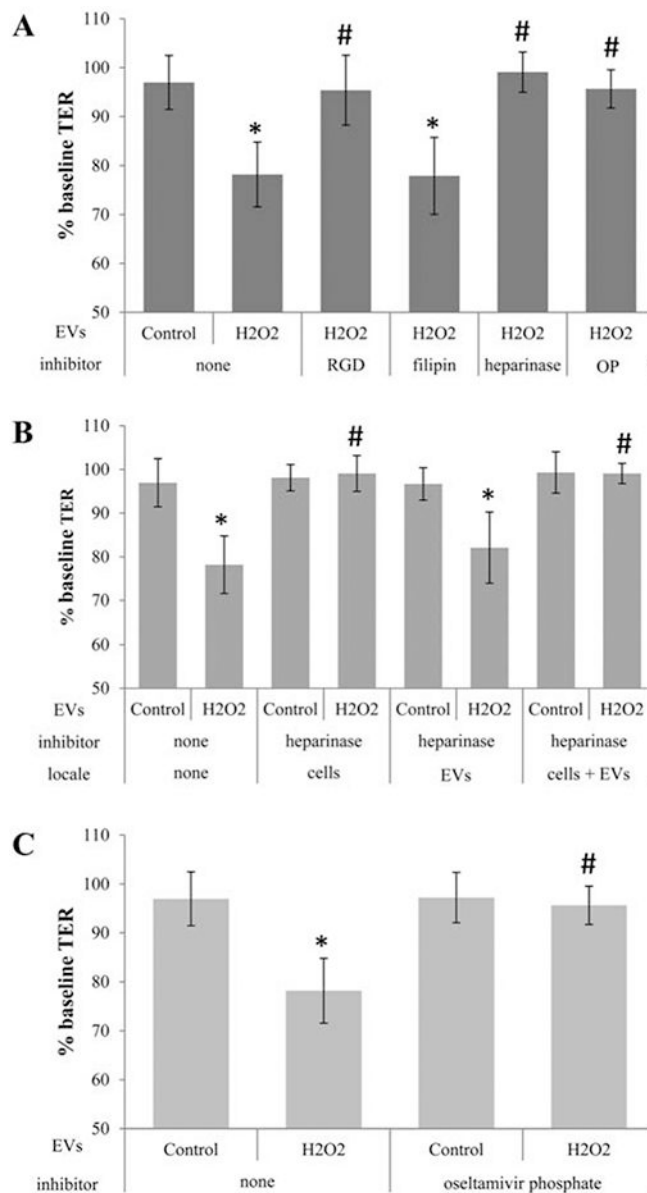 A
% baseline TER
110
100
90
80
70
60
50
* # * # #
EVs Control H2O2 H2O2 H2O2 H2O2 H2O2
inhibitor none RGD filipin heparinase OP
B
% baseline TER
110
100
90
80
70
60
50
* # * #
EVs Control H2O2 Control H2O2 Control H2O2 Control H2O2
inhibitor none heparinase heparinase heparinase
locale none cells EVs cells + EVs
C
% baseline TER
110
100
90
80
70
60
50
* #
EVs Control H2O2 Control H2O2
inhibitor none oseltamivir phosphate